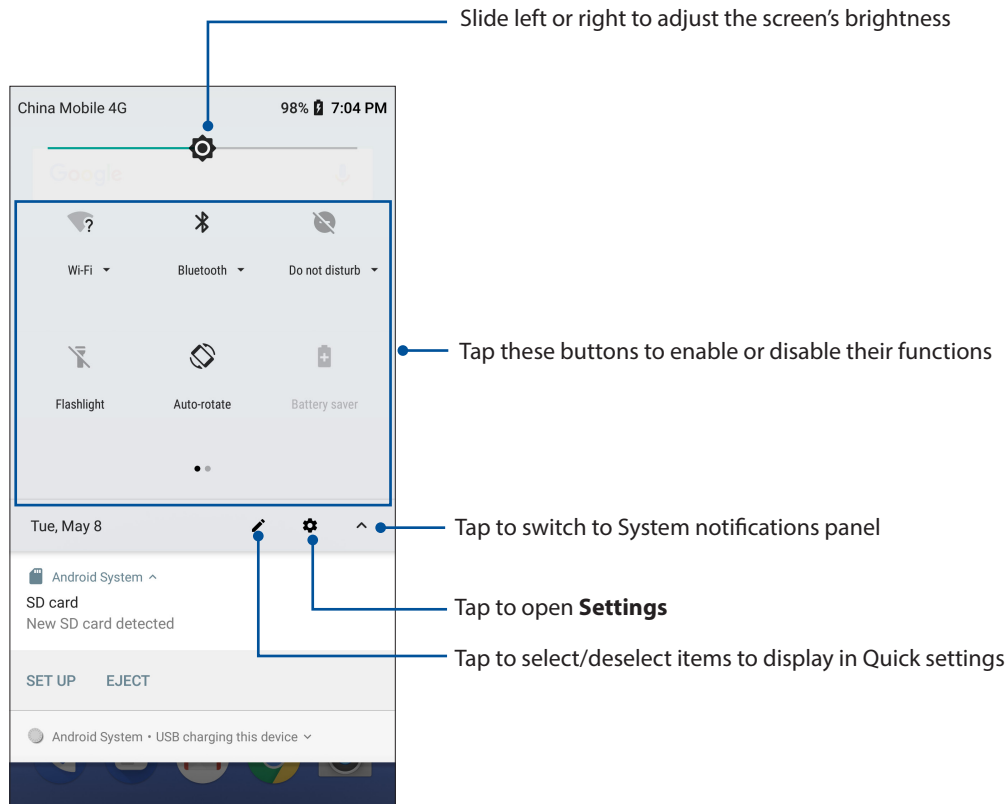 Slide left or right to adjust the screen's brightness
China Mobile 4G 98% 7:04 PM
Google
? 
Wi-Fi Bluetooth Do not disturb
Tap these buttons to enable or disable their functions
Flashlight Auto-rotate Battery saver
Tue, May 8
Tap to switch to System notifications panel
Android System
SD card
New SD card detected
Tap to open Settings
Tap to select/deselect items to display in Quick settings
SET UP EJECT
Android System • USB charging this device